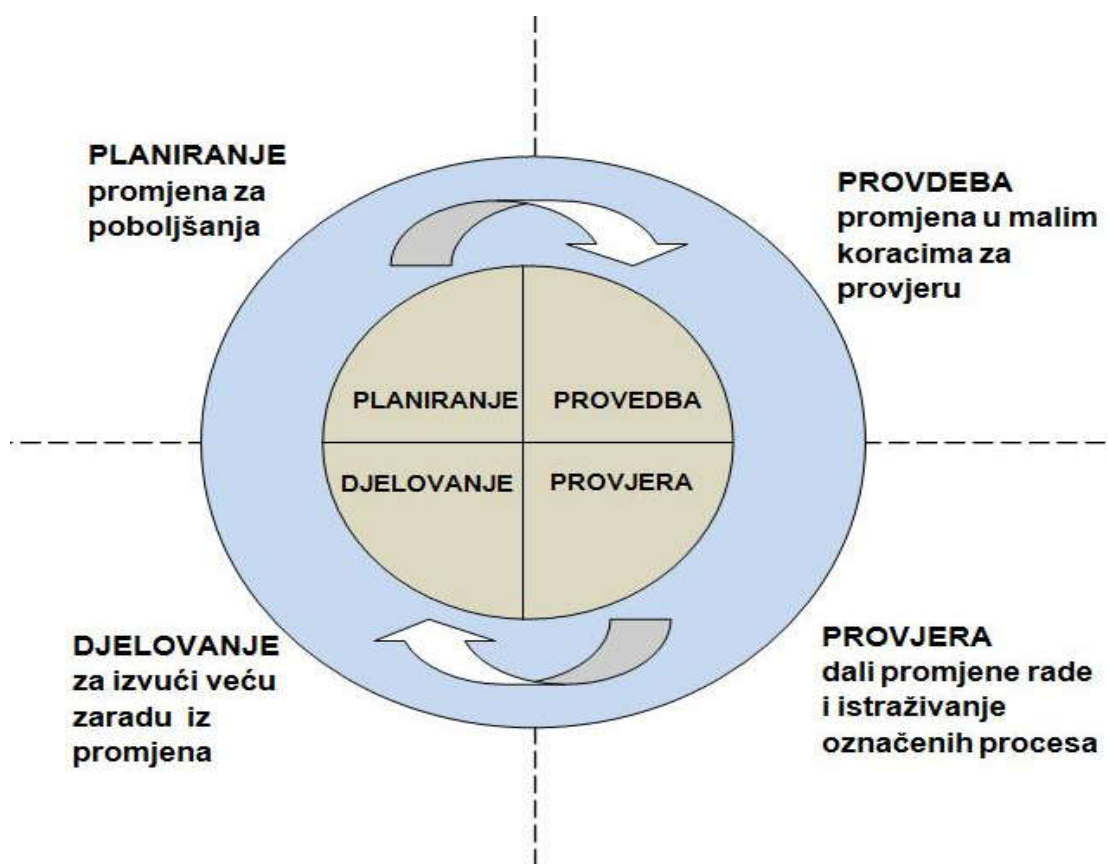 PLANIRANJE
promjena za
poboljšanja
PROVDEBA
promjena u malim
koracima za
provjeru
PLANIRANJE
PROVEDBA
DJELOVANJE
PROVJERA
DJELOVANJE
za izvući veću
zaradu iz
promjena
PROVJERA
dali promjene rade
i istraživanje
označenih procesa